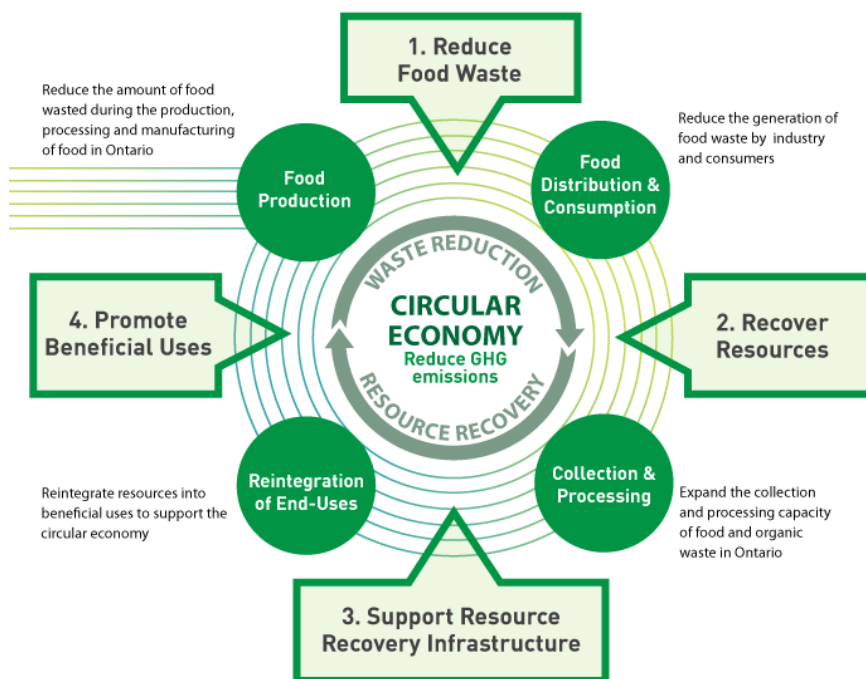 1. Reduce
Food Waste
Reduce the amount of food
wasted during the production,
processing and manufacturing
of food in Ontario
Reduce the generation of
food waste by industry
and consumers
Food
Production
Food
Distribution &
Consumption
WASTE REDUCTION
4. Promote
Beneficial Uses
CIRCULAR
ECONOMY
Reduce GHG
emissions
2. Recover
Resources
RESOURCE RECOVERY
Reintegration
of End-Uses
Collection &
Processing
Reintegrate resources into
beneficial uses to support the
circular economy
Expand the collection
and processing capacity
of food and organic
waste in Ontario
3. Support Resource
Recovery Infrastructure